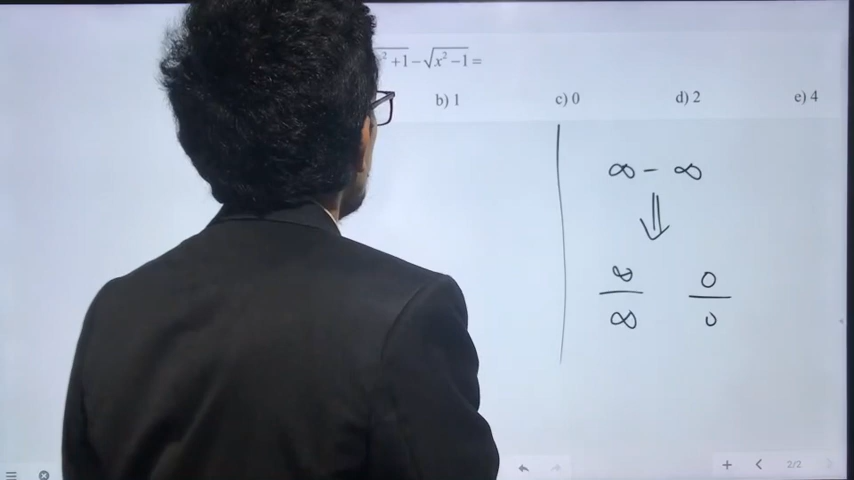 ² +1 - √x² -1 =
b) 1 c) 0 d) 2 e) 4
∞ - ∞
⇓
∞/∞ 0/0
2/2